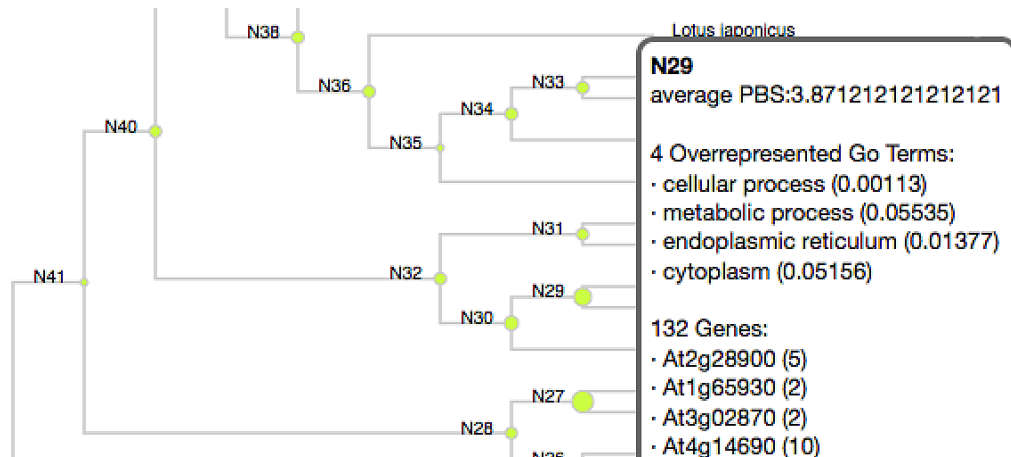 N38
Lotus japonicus
N36
N33
N34
N40
N35
N31
N41
N32
N29
N30
N27
N28
N26
N29
average PBS:3.871212121212121
4 Overrepresented Go Terms:
· cellular process (0.00113)
· metabolic process (0.05535)
· endoplasmic reticulum (0.01377)
· cytoplasm (0.05156)
132 Genes:
· At2g28900 (5)
· At1g65930 (2)
· At3g02870 (2)
· At4g14690 (10)